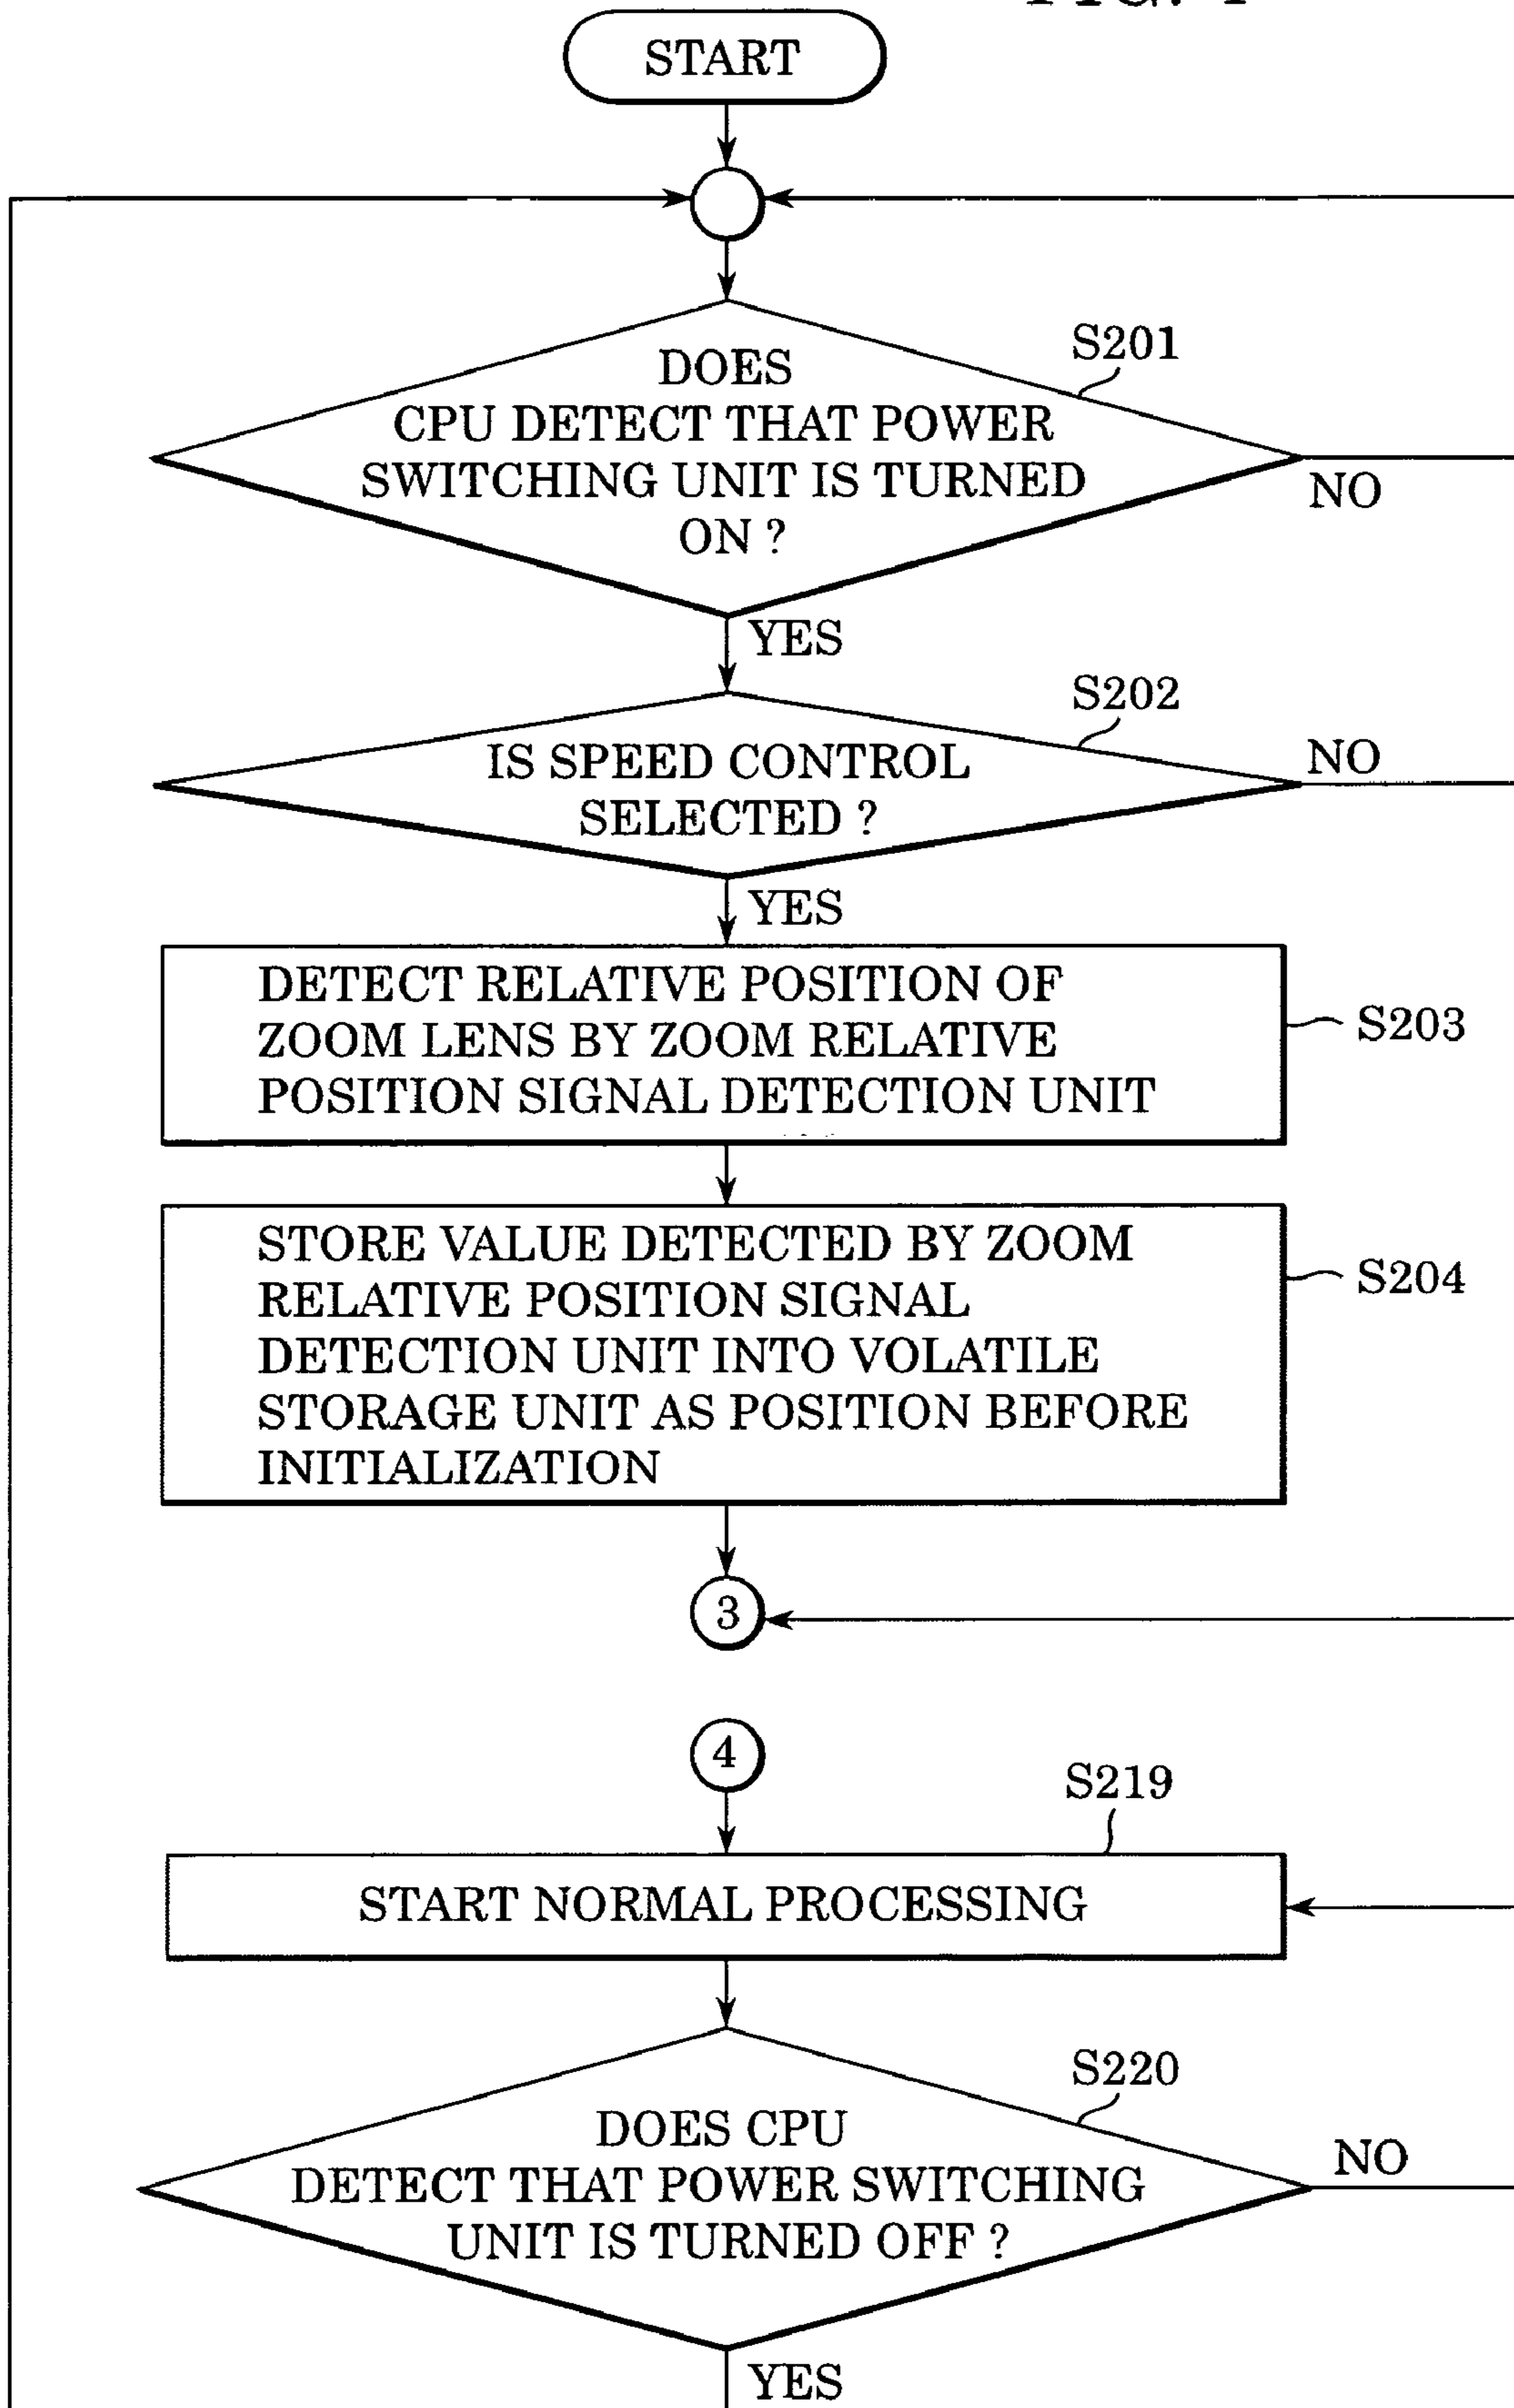 START
S201
DOES
CPU DETECT THAT POWER
SWITCHING UNIT IS TURNED
ON ?
NO
YES
S202
IS SPEED CONTROL
SELECTED ?
NO
YES
DETECT RELATIVE POSITION OF
ZOOM LENS BY ZOOM RELATIVE
POSITION SIGNAL DETECTION UNIT
S203
STORE VALUE DETECTED BY ZOOM
RELATIVE POSITION SIGNAL
DETECTION UNIT INTO VOLATILE
STORAGE UNIT AS POSITION BEFORE
INITIALIZATION
S204
3
4
S219
START NORMAL PROCESSING
S220
DOES CPU
DETECT THAT POWER SWITCHING
UNIT IS TURNED OFF ?
NO
YES